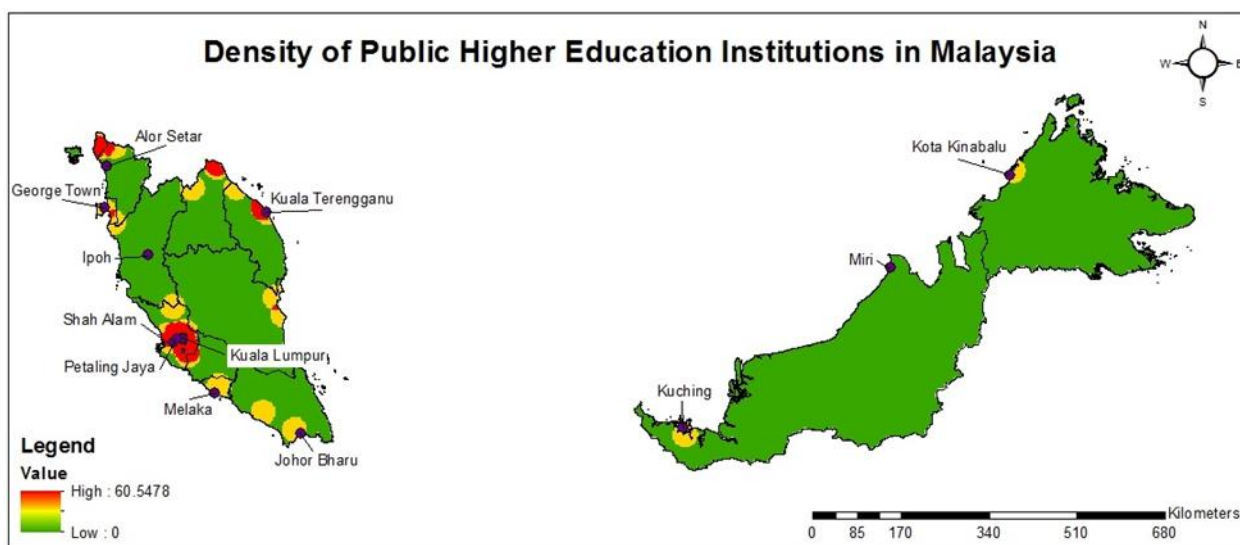 Density of Public Higher Education Institutions in Malaysia
N
W
E
S
Alor Setar
George Town
Kuala Terengganu
Ipoh
Shah Alam
Petaling Jaya
Kuala Lumpur
Melaka
Johor Bharu
Kota Kinabalu
Miri
Kuching
Legend
Value
High : 60.5478
Low : 0
Kilometers
0 85 170 340 510 680